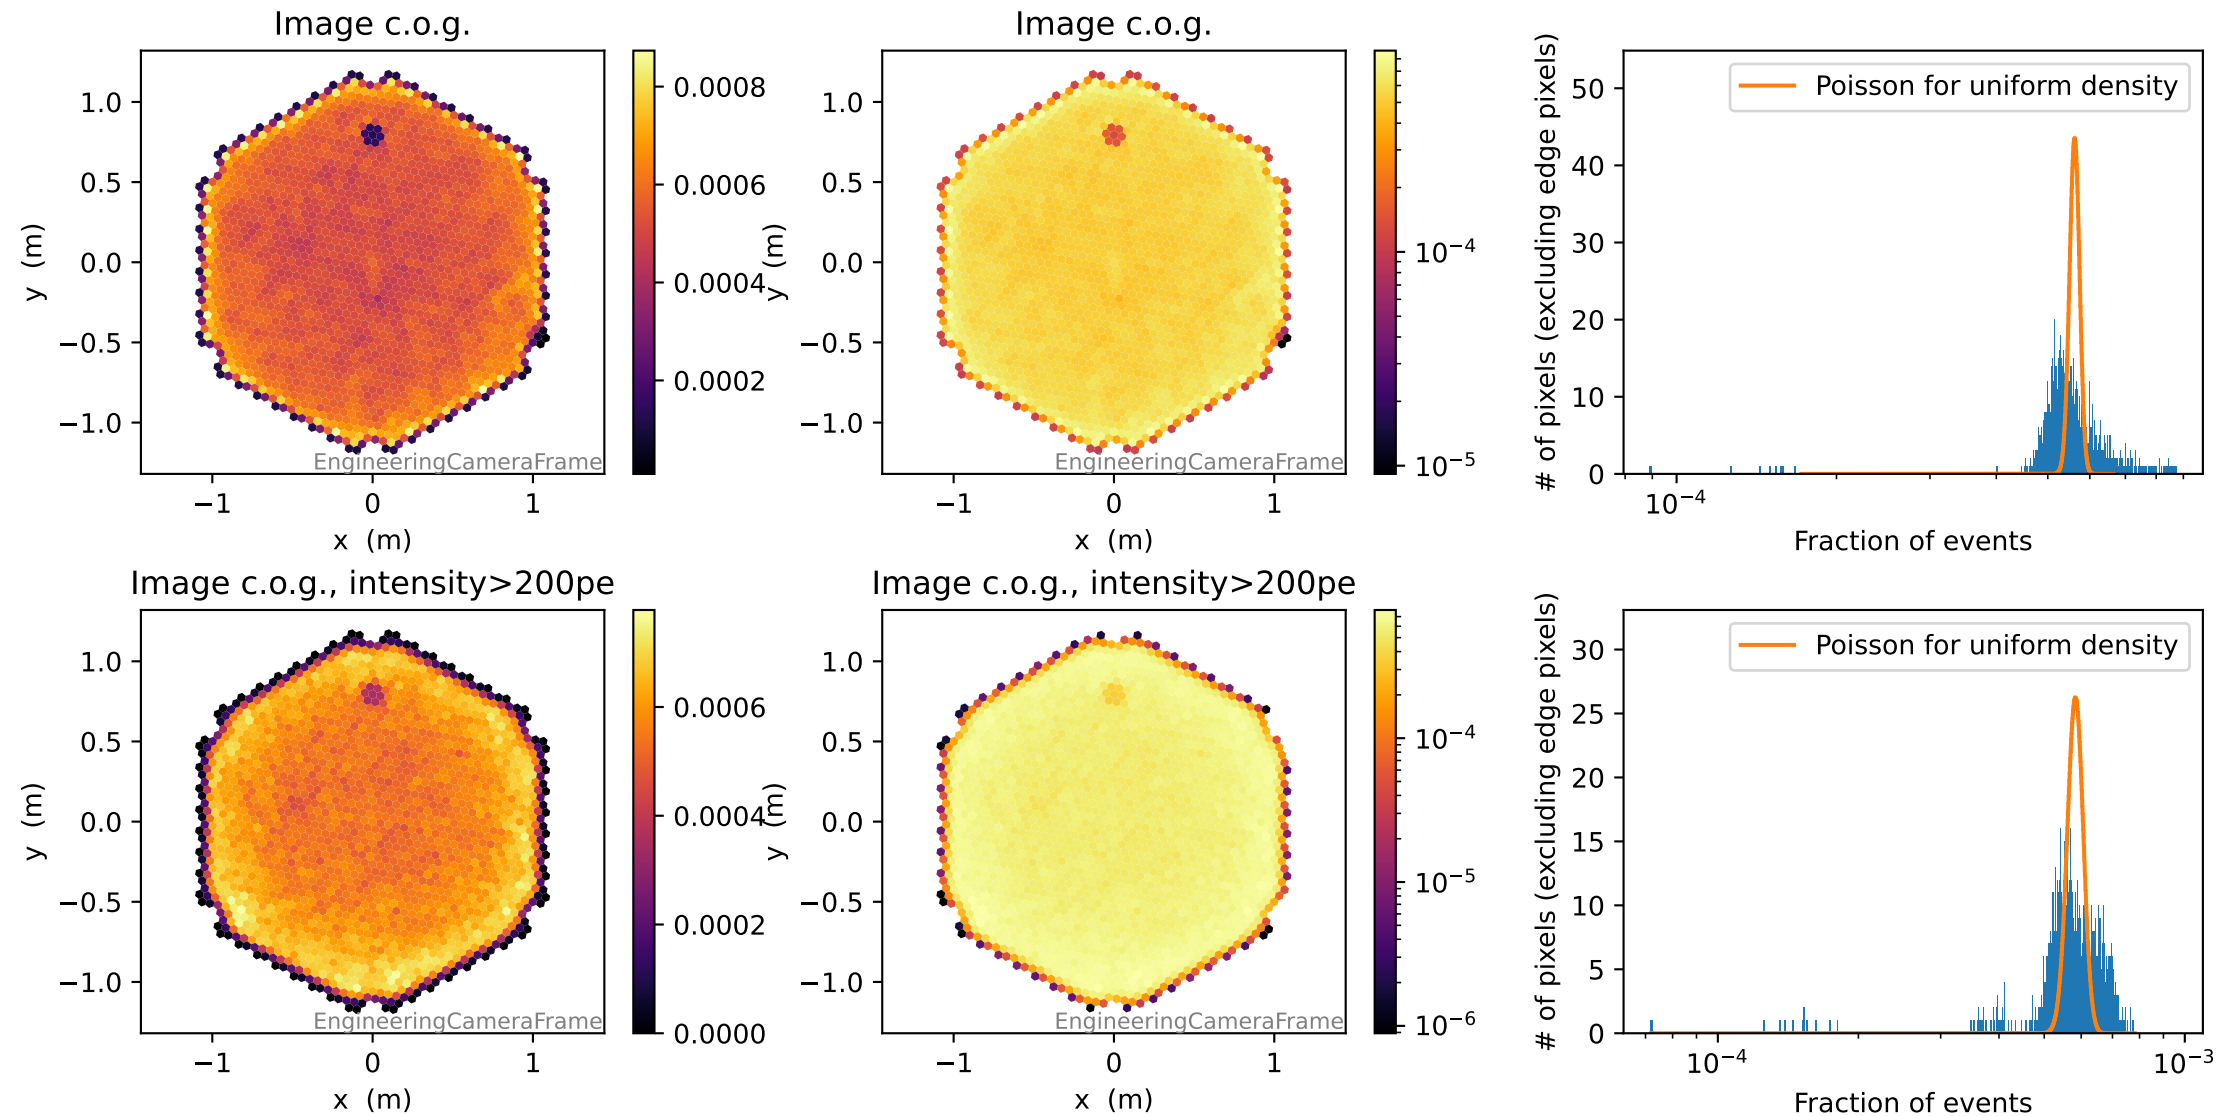 Image c.o.g.
1.0
0.5
0.0
−0.5
−1.0
y (m)
−1
0
1
x (m)
EngineeringCameraFrame
0.0008
0.0006
0.0004
0.0002
Image c.o.g.
1.0
0.5
0.0
−0.5
−1.0
y (m)
−1
0
1
x (m)
EngineeringCameraFrame
10⁻⁴
10⁻⁵
Poisson for uniform density
50
40
30
20
10
0
# of pixels (excluding edge pixels)
10⁻⁴
Fraction of events
Image c.o.g., intensity>200pe
1.0
0.5
0.0
−0.5
−1.0
y (m)
−1
0
1
x (m)
EngineeringCameraFrame
0.0006
0.0004
0.0002
0.0000
Image c.o.g., intensity>200pe
1.0
0.5
0.0
−0.5
−1.0
y (m)
−1
0
1
x (m)
EngineeringCameraFrame
10⁻⁴
10⁻⁵
10⁻⁶
Poisson for uniform density
30
25
20
15
10
5
0
# of pixels (excluding edge pixels)
10⁻⁴
10⁻³
Fraction of events